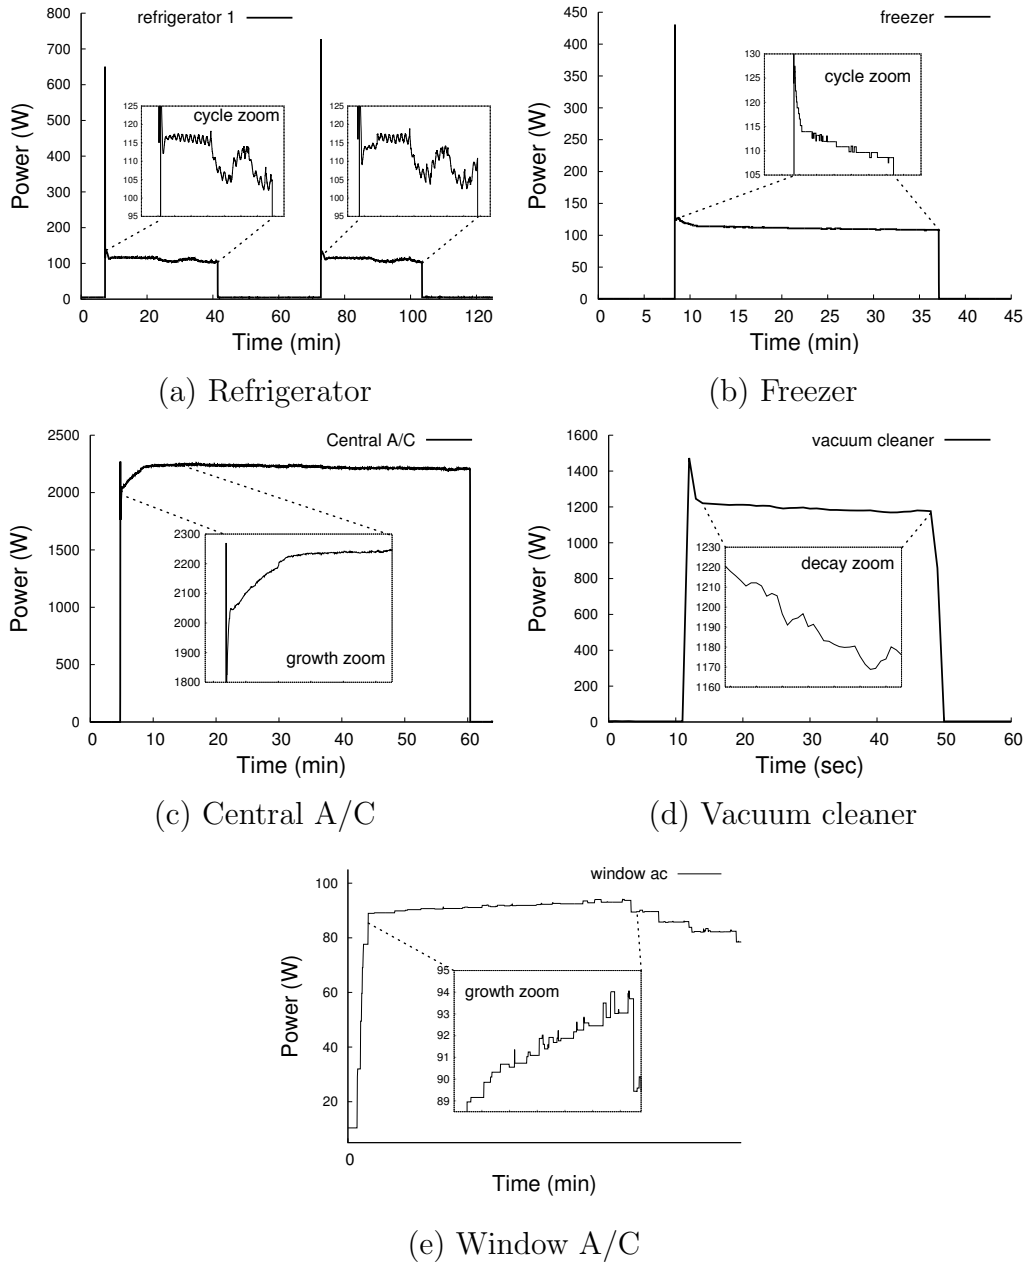 refrigerator 1
Power (W)
800
700
600
500
400
300
200
100
0
cycle zoom
125
120
115
110
105
100
95
125
120
115
110
105
100
95
0 20 40 60 80 100 120
Time (min)
(a) Refrigerator
freezer
Power (W)
450
400
350
300
250
200
150
100
50
0
cycle zoom
130
125
120
115
110
105
0 5 10 15 20 25 30 35 40 45
Time (min)
(b) Freezer
Central A/C
Power (W)
2500
2000
1500
1000
500
0
2300
2200
2100
2000
1900
1800
growth zoom
0 10 20 30 40 50 60
Time (min)
(c) Central A/C
vacuum cleaner
Power (W)
1600
1400
1200
1000
800
600
400
200
0
decay zoom
1230
1220
1210
1200
1190
1180
1170
1160
0 10 20 30 40 50 60
Time (sec)
(d) Vacuum cleaner
window ac
Power (W)
100
80
60
40
20
growth zoom
95
94
93
92
91
90
89
0
Time (min)
(e) Window A/C